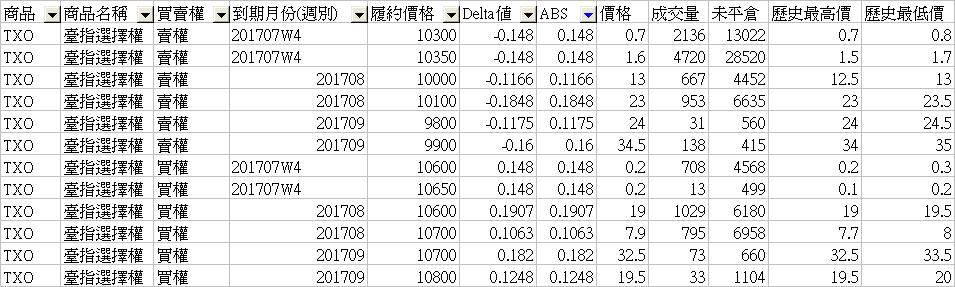 商品 商品名稱 買賣權 到期月份(週別) 履約價格 Delta值 ABS 價格 成交量 未平倉 歷史最高價 歷史最低價
TXO 臺指選擇權 賣權 201707W4 10300 -0.148 0.148 0.7 2136 13022 0.7 0.8
TXO 臺指選擇權 賣權 201707W4 10350 -0.148 0.148 1.6 4720 28520 1.5 1.7
TXO 臺指選擇權 賣權 201708 10000 -0.1166 0.1166 13 667 4452 12.5 13
TXO 臺指選擇權 賣權 201708 10100 -0.1848 0.1848 23 953 6635 23 23.5
TXO 臺指選擇權 賣權 201709 9800 -0.1175 0.1175 24 31 560 24 24.5
TXO 臺指選擇權 賣權 201709 9900 -0.16 0.16 34.5 138 415 34 35
TXO 臺指選擇權 買權 201707W4 10600 0.148 0.148 0.2 708 4568 0.2 0.3
TXO 臺指選擇權 買權 201707W4 10650 0.148 0.148 0.2 13 499 0.1 0.2
TXO 臺指選擇權 買權 201708 10600 0.1907 0.1907 19 1029 6180 19 19.5
TXO 臺指選擇權 買權 201708 10700 0.1063 0.1063 7.9 795 6958 7.7 8
TXO 臺指選擇權 買權 201709 10700 0.182 0.182 32.5 73 660 32.5 33.5
TXO 臺指選擇權 買權 201709 10800 0.1248 0.1248 19.5 33 1104 19.5 20